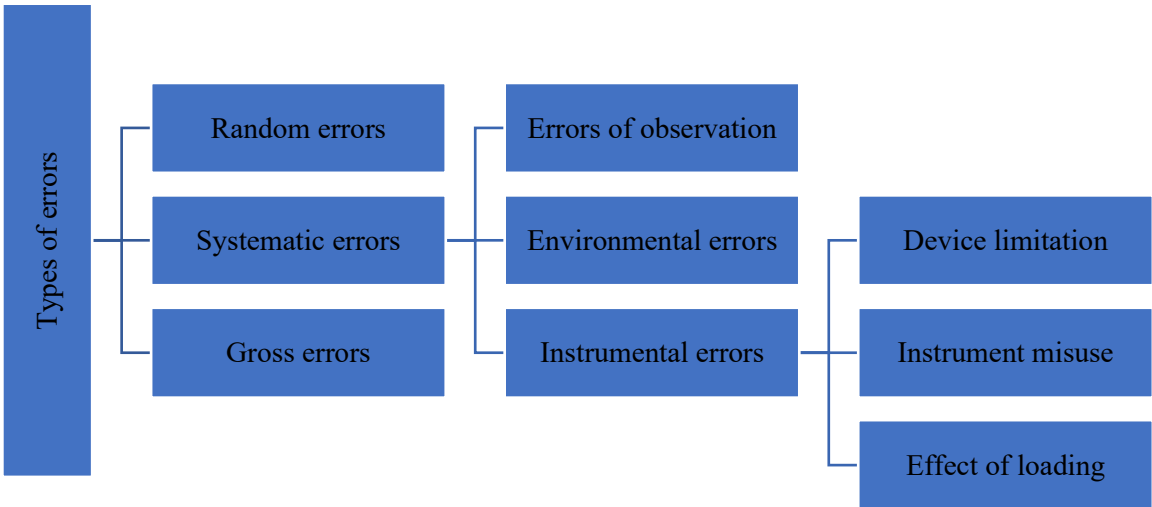 Types of errors
Random errors
Systematic errors
Gross errors
Errors of observation
Environmental errors
Instrumental errors
Device limitation
Instrument misuse
Effect of loading